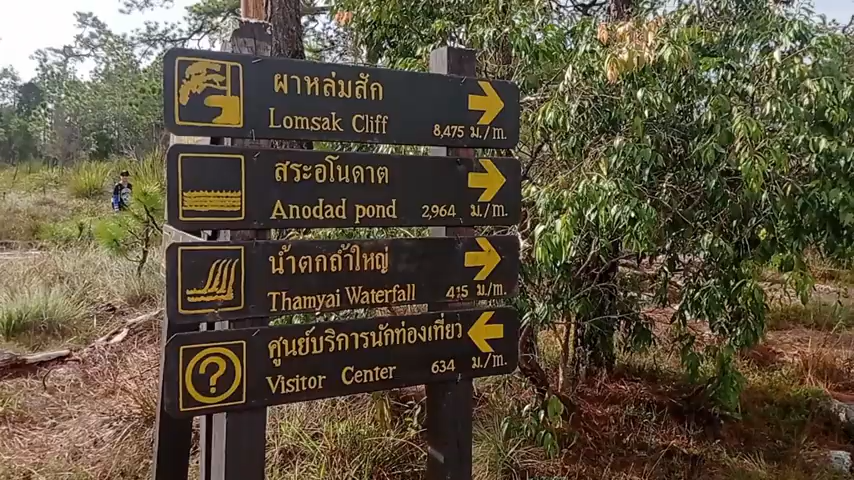 ผาหล่มสัก
Lomsak Cliff 8,475 ม./m.
สระอโนดาต
Anodad pond 2,964 ม./m.
น้ำตกถ้ำใหญ่
Thamyai Waterfall 415 ม./m.
ศูนย์บริการนักท่องเที่ยว
Visitor Center 634 ม./m.